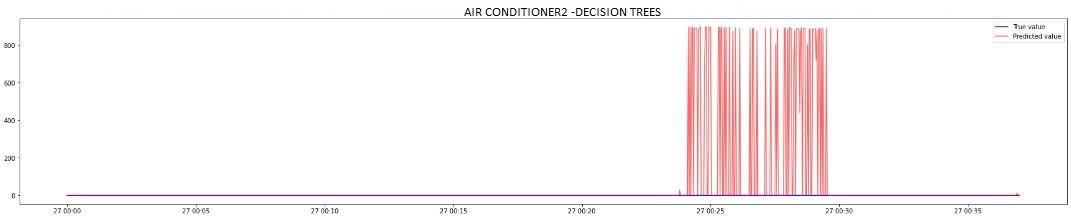 AIR CONDITIONER2 -DECISION TREES
True value
Predicted value
800
600
400
200
0
27 00:00 27 00:05 27 00:10 27 00:15 27 00:20 27 00:25 27 00:30 27 00:35